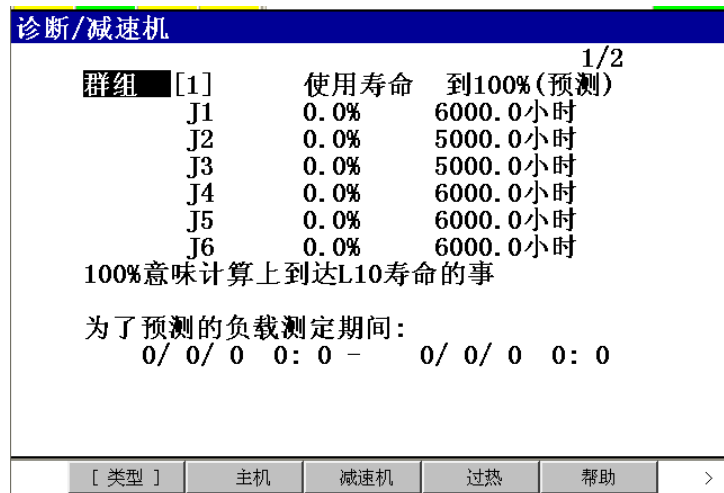 诊断/减速机
1/2
群组 [1] 使用寿命 到100%(预测)
J1 0.0% 6000.0小时
J2 0.0% 5000.0小时
J3 0.0% 5000.0小时
J4 0.0% 6000.0小时
J5 0.0% 6000.0小时
J6 0.0% 6000.0小时
100%意味计算上到达L10寿命的事
为了预测的负载测定期间:
0/ 0/ 0 0: 0 - 0/ 0/ 0 0: 0
[ 类型 ] 主机 减速机 过热 帮助 >